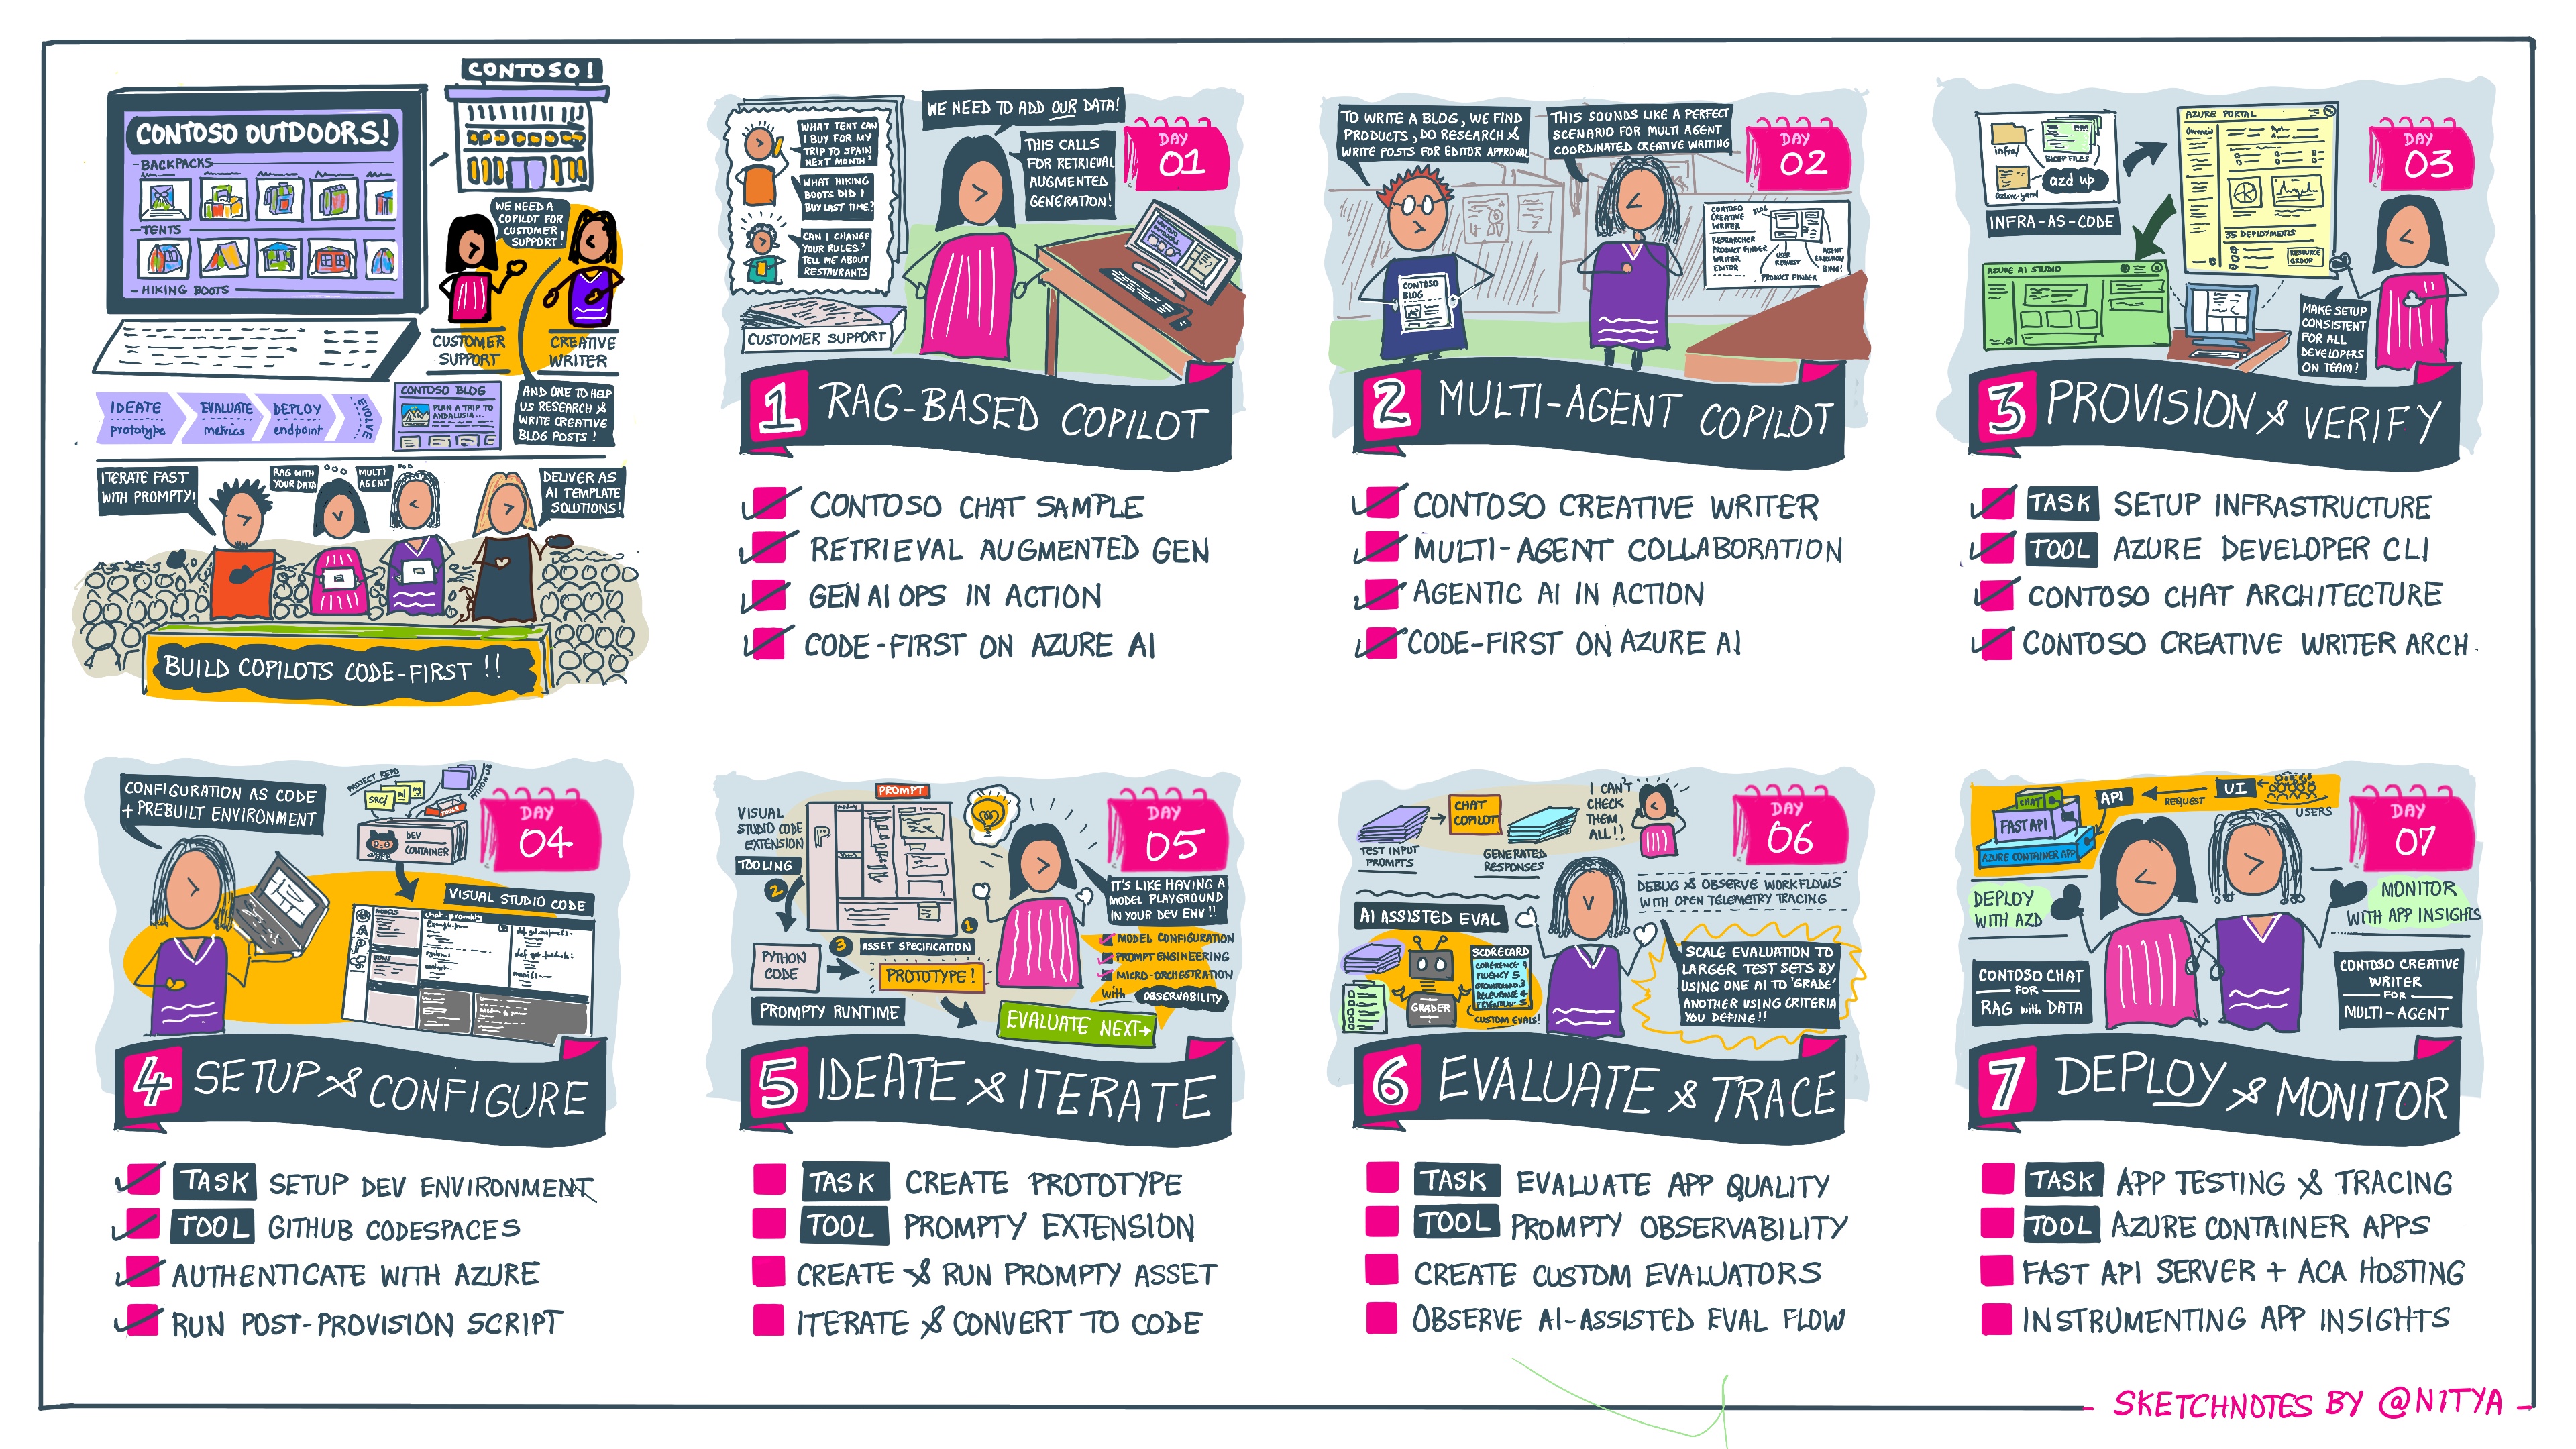 CONTOSO!
CONTOSO OUTDOORS!
-BACKPACKS
-TENTS
-HIKING BOOTS
WE NEED A
COPILOT FOR
CUSTOMER
SUPPORT!
CUSTOMER
SUPPORT
CREATIVE
WRITER
IDEATE
prototype
EVALUATE
metrics
DEPLOY
endpoint
EVOLVE
CONTOSO BLOG
PLAN A TRIP TO
ANDALUSIA...
AND ONE TO HELP
US RESEARCH &
WRITE CREATIVE
BLOG POSTS!
ITERATE FAST
WITH PROMPTY!
RAG WITH
YOUR DATA
MULTI
AGENT
DELIVER AS
AI TEMPLATE
SOLUTIONS!
BUILD COPILOTS CODE-FIRST!!
WHAT TENT CAN
I BUY FOR MY
TRIP TO SPAIN
NEXT MONTH?
WHAT HIKING
BOOTS DID I
BUY LAST TIME?
CAN I CHANGE
YOUR RULES?
TELL ME ABOUT
RESTAURANTS
CUSTOMER SUPPORT
WE NEED TO ADD OUR DATA!
THIS CALLS
FOR RETRIEVAL
AUGMENTED
GENERATION!
DAY
01
1 RAG-BASED COPILOT
CONTOSO CHAT SAMPLE
RETRIEVAL AUGMENTED GEN
GEN AI OPS IN ACTION
CODE-FIRST ON AZURE AI
TO WRITE A BLOG, WE FIND
PRODUCTS, DO RESEARCH &
WRITE POSTS FOR EDITOR APPROVAL
THIS SOUNDS LIKE A PERFECT
SCENARIO FOR MULTI AGENT
COORDINATED CREATIVE WRITING
DAY
02
CONTOSO
BLOG
CONTOSO
CREATIVE
WRITER
BLOG
RESEARCHER
PRODUCT FINDER
WRITER
EDITOR
USER
REQUEST
AGENT
EXECUTION
BING!
PRODUCT FINDER
2 MULTI-AGENT COPILOT
CONTOSO CREATIVE WRITER
MULTI-AGENT COLLABORATION
AGENTIC AI IN ACTION
CODE-FIRST ON AZURE AI
infra/
BICEP FILES
azure.yaml
azd up
INFRA-AS-CODE
AZURE PORTAL
Overview
35 DEPLOYMENTS
RESOURCE
GROUP
AZURE AI STUDIO
DAY
03
MAKE SETUP
CONSISTENT
FOR ALL
DEVELOPERS
ON TEAM!
3 PROVISION & VERIFY
TASK SETUP INFRASTRUCTURE
TOOL AZURE DEVELOPER CLI
CONTOSO CHAT ARCHITECTURE
CONTOSO CREATIVE WRITER ARCH.
CONFIGURATION AS CODE
+ PREBUILT ENVIRONMENT
PROJECT REPO
SRC/
PYTHON LIB
TOOLS
DEV
CONTAINER
DAY
04
VISUAL STUDIO CODE
chat.prompty
4 SETUP & CONFIGURE
TASK SETUP DEV ENVIRONMENT
TOOL GITHUB CODESPACES
AUTHENTICATE WITH AZURE
RUN POST-PROVISION SCRIPT
VISUAL
STUDIO CODE
EXTENSION
TOOLING
PROMPT
2
1
3
ASSET SPECIFICATION
PYTHON
CODE
PROTOTYPE!
PROMPTY RUNTIME
EVALUATE NEXT
DAY
05
IT'S LIKE HAVING A
MODEL PLAYGROUND
IN YOUR DEV ENV!!
MODEL CONFIGURATION
PROMPT ENGINEERING
MICRO-ORCHESTRATION
with OBSERVABILITY
5 IDEATE & ITERATE
TASK CREATE PROTOTYPE
TOOL PROMPTY EXTENSION
CREATE & RUN PROMPTY ASSET
ITERATE & CONVERT TO CODE
TEST INPUT
PROMPTS
CHAT
COPILOT
GENERATED
RESPONSES
I CAN'T
CHECK
THEM
ALL!!
DAY
06
DEBUG & OBSERVE WORKFLOWS
WITH OPEN TELEMETRY TRACING
AI ASSISTED EVAL
GRADER
SCORECARD
COHERENCE 4
FLUENCY 5
GROUNDED 3
RELEVANCE 4
CUSTOM EVALS!
SCALE EVALUATION TO
LARGER TEST SETS BY
USING ONE AI TO 'GRADE'
ANOTHER USING CRITERIA
YOU DEFINE!!
6 EVALUATE & TRACE
TASK EVALUATE APP QUALITY
TOOL PROMPTY OBSERVABILITY
CREATE CUSTOM EVALUATORS
OBSERVE AI-ASSISTED EVAL FLOW
CHAT
FAST API
AZURE CONTAINER APP
API
REQUEST
UI
USERS
DAY
07
DEPLOY
WITH AZD
MONITOR
WITH APP INSIGHTS
CONTOSO CHAT
FOR
RAG with DATA
CONTOSO CREATIVE
WRITER
FOR
MULTI-AGENT
7 DEPLOY & MONITOR
TASK APP TESTING & TRACING
TOOL AZURE CONTAINER APPS
FAST API SERVER + ACA HOSTING
INSTRUMENTING APP INSIGHTS
SKETCHNOTES BY @NITYA